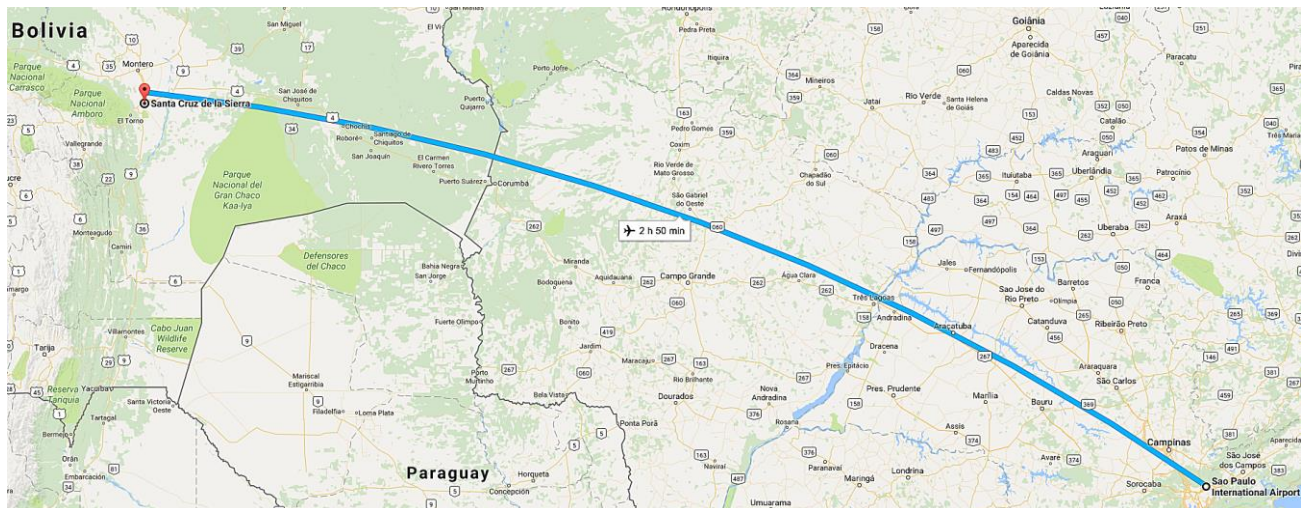 Bolivia
Parque
Nacional
Carrasco
Montero
San Miguel
Santa Cruz de la Sierra
Parque
Nacional
Amboro
El Torno
Vallegrande
San José de
Chiquitos
Chochis
Roboré
Santiago de
Chiquitos
San Joaquín
El Carmen
Rivero Torres
Puerto Suárez
Corumbá
Puerto
Quijarro
Porto Jofre
Parque
Nacional del
Gran Chaco
Kaa-Iya
Monteagudo
Camiri
Defensores
del Chaco
Bahia Negra
San Jorge
Fuerte Olimpo
Villamontes
Cabo Juan
Wildlife
Reserve
Tarija
Reserva
Tariquia
Yacuiba
Tartagal
Santa Victoria
Oeste
Bermejo
Orán
Embarcación
Mariscal
Estigarribia
Filadelfia
Loma Plata
Paraguay
Horqueta
Concepción
Porto
Murtinho
Bela Vista
Ponta Porã
2 h 50 min
Rondonópolis
Pedra Preta
Itiquira
Pedro Gomes
Coxim
Rio Verde de
Mato Grosso
São Gabriel
do Oeste
Chapadão
do Sul
Miranda
Aquidauana
Campo Grande
Bodoquena
Bonito
Jardim
Maracaju
Rio Brilhante
Dourados
Nova
Andradina
Naviraí
Umuarama
Água Clara
Três Lagoas
Andradina
Araçatuba
Dracena
Pres. Epitácio
Pres. Prudente
Rosana
Paranavaí
Maringá
Londrina
Assis
Marília
Bauru
Avaré
Goiânia
Aparecida
de Goiânia
Mineiros
Jataí
Rio Verde
Santa Helena
de Goiás
Caldas Novas
Catalão
Paracatu
Araguari
Uberlândia
Ituiutaba
Patos de Minas
Patrocínio
Araxá
Uberaba
Jales
Fernandópolis
Sao Jose do
Rio Preto
Barretos
Olimpia
Catanduva
Franca
Ribeirão Preto
Araraquara
São Carlos
Campinas
São José
dos Campos
Sorocaba
Sao Paulo
International Airport